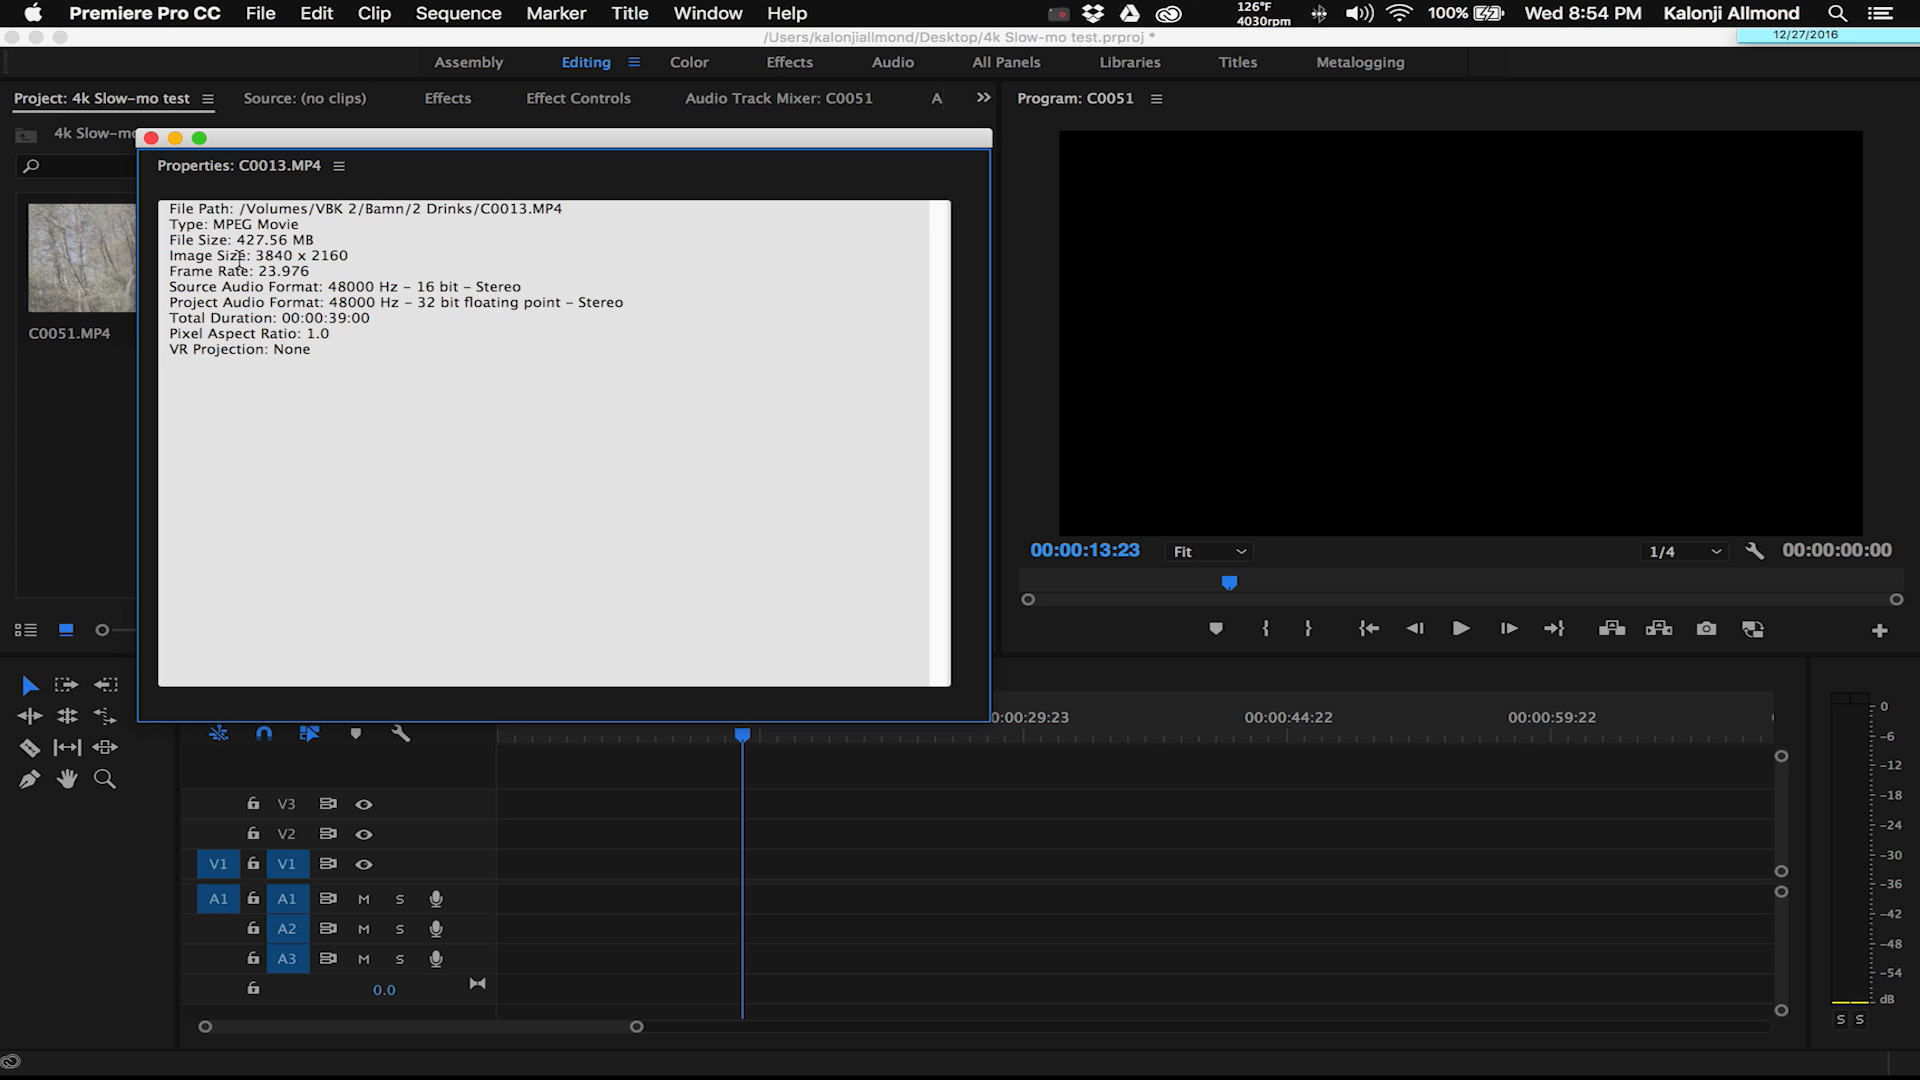 Premiere Pro CC File Edit Clip Sequence Marker Title Window Help 126°F 4030rpm 100% Wed 8:54 PM Kalonji Allmond
/Users/kalonjiallmond/Desktop/4k Slow-mo test.prproj *
12/27/2016
Assembly Editing Color Effects Audio All Panels Libraries Titles Metalogging
Project: 4k Slow-mo test Source: (no clips) Effects Effect Controls Audio Track Mixer: C0051 A
Program: C0051
4k Slow-mo
Properties: C0013.MP4
File Path: /Volumes/VBK 2/Bamn/2 Drinks/C0013.MP4
Type: MPEG Movie
File Size: 427.56 MB
Image Size: 3840 x 2160
Frame Rate: 23.976
Source Audio Format: 48000 Hz - 16 bit - Stereo
Project Audio Format: 48000 Hz - 32 bit floating point - Stereo
Total Duration: 00:00:39:00
Pixel Aspect Ratio: 1.0
VR Projection: None
C0051.MP4
00:00:13:23 Fit 1/4 00:00:00:00
0:00:29:23 00:00:44:22 00:00:59:22
V3
V2
V1 V1
A1 A1 M S
A2 M S
A3 M S
0.0
0
-6
-12
-18
-24
-30
-36
-42
-48
-54
dB
S S